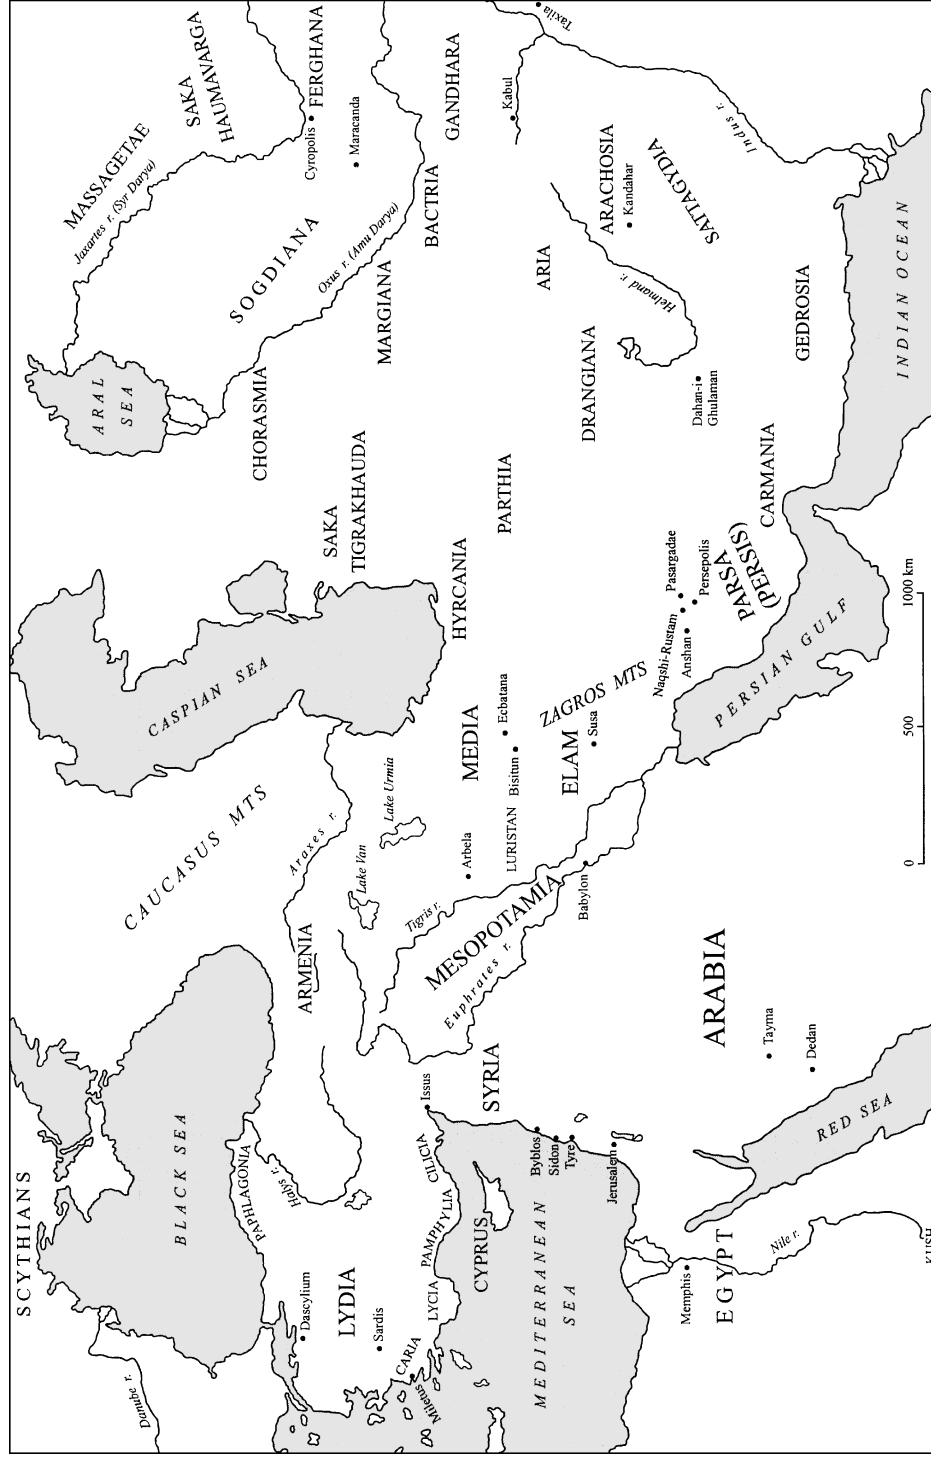 SCYTHIANS
Danube r.
BLACK SEA
PAPHLAGONIA
Halys r.
Dascylium
LYDIA
Sardis
CARIA
Miletus
LYCIA
PAMPHYLIA
CILICIA
Issus
CYPRUS
MEDITERRANEAN
SEA
SYRIA
Byblos
Sidon
Tyre
Jerusalem
Memphis
EGYPT
Nile r.
KUSH
RED SEA
CAUCASUS MTS
ARMENIA
Araxes r.
Lake Van
Lake Urmia
Tigris r.
MESOPOTAMIA
Euphrates r.
Arbela
LURISTAN
Babylon
ARABIA
Tayma
Dedan
CASPIAN SEA
MEDIA
Ecbatana
Bisitun
ELAM
Susa
ZAGROS MTS
Naqshi-Rustam
Anshan
Pasargadae
Persepolis
PARSA
(PERSIS)
PERSIAN GULF
HYRCANIA
SAKA
TIGRAKHAUDA
PARTHIA
CARMANIA
ARAL
SEA
CHORASMIA
MASSAGETAE
Jaxartes r. (Syr Darya)
SAKA
HAUMAVARGA
SOGDIANA
Oxus r. (Amu Darya)
MARGIANA
Cyropolis
FERGHANA
Maracanda
BACTRIA
GANDHARA
Kabul
Taxila
ARIA
DRANGIANA
Helmand r.
Dahan-i
Ghulaman
ARACHOSIA
Kandahar
SATTAGYDIA
Indus r.
GEDROSIA
INDIAN OCEAN
0
500
1000 km